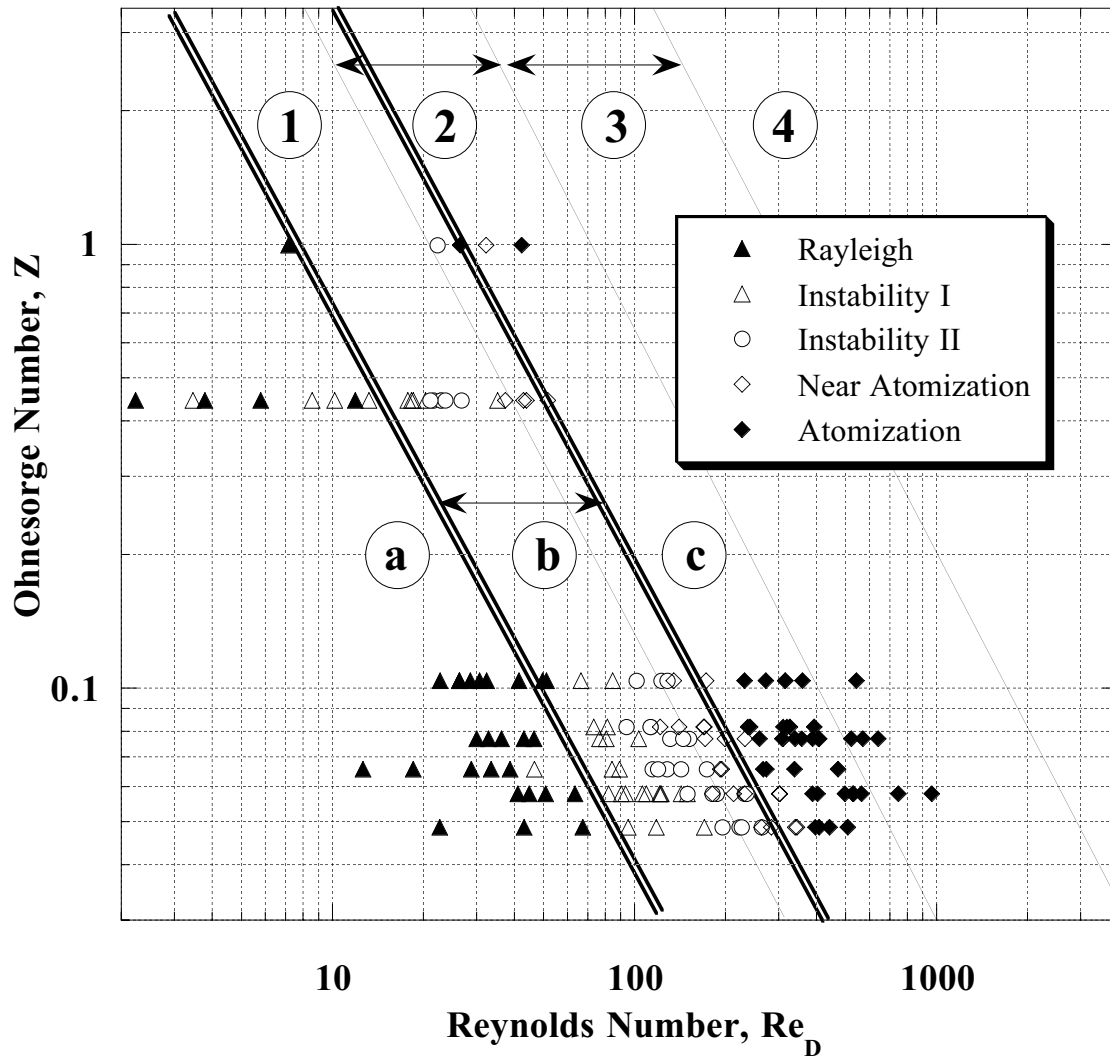 1
2
3
4
1
Rayleigh
Instability I
Instability II
Near Atomization
Atomization
Ohnesorge Number, Z
a
b
c
0.1
10
100
1000
Reynolds Number, Re_D